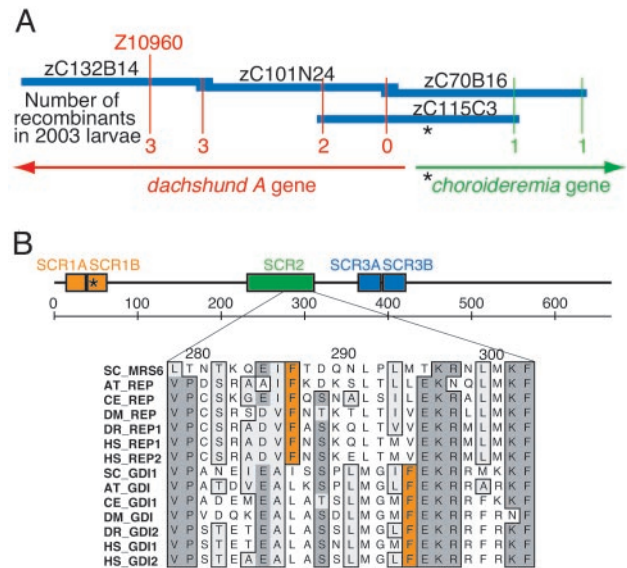 A
Z10960
zC132B14
zC101N24
zC70B16
zC115C3
*
Number of
recombinants
in 2003 larvae
3 3 2 0 1 1
dachshund A gene
*choroideremia gene
B
SCR1A SCR1B SCR2 SCR3A SCR3B
*
0 100 200 300 400 500 600
280 290 300
SC_MRS6 L T N T K Q E I F T D Q N L P L M T K R N L M K F
AT_REP V P D S R A A I F K D K S L T L L E K N Q L M K F
CE_REP V P C S K G E I F Q S N A L S I L E K R A L M K F
DM_REP V P C S R S D V F N T K T L T I V E K R L L M K F
DR_REP1 V P C S R A D V F A S K Q L T V V E K R
HS_REP1 V P C S R A D V F N S K Q L T M V E K R
HS_REP2 V P C S R A D V F N S K E L T M V E K R
SC_GDI1 V P A N E I E A I S S P L M G I F E K R R M K K F
AT_GDI V P A T D V E A L K S P L M G L F E K R R A R K F
CE_GDI1 V P A D E M E A L A T S L M G M F E K R R F K K F
DM_GDI V P V D Q K E A L
DR_GDI2 V P S T E T E A L A S
HS_GDI1 V P S T E T E A L A S
HS_GDI2 V P S T E